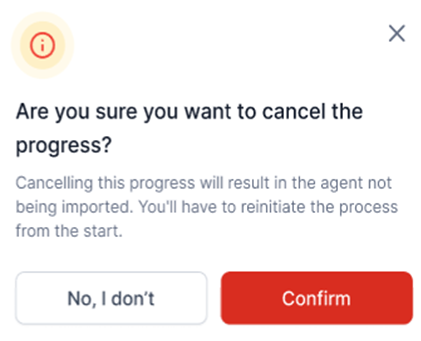 Are you sure you want to cancel the
progress?
Cancelling this progress will result in the agent not
being imported. You'll have to reinitiate the process
from the start.
No, I don’t
Confirm